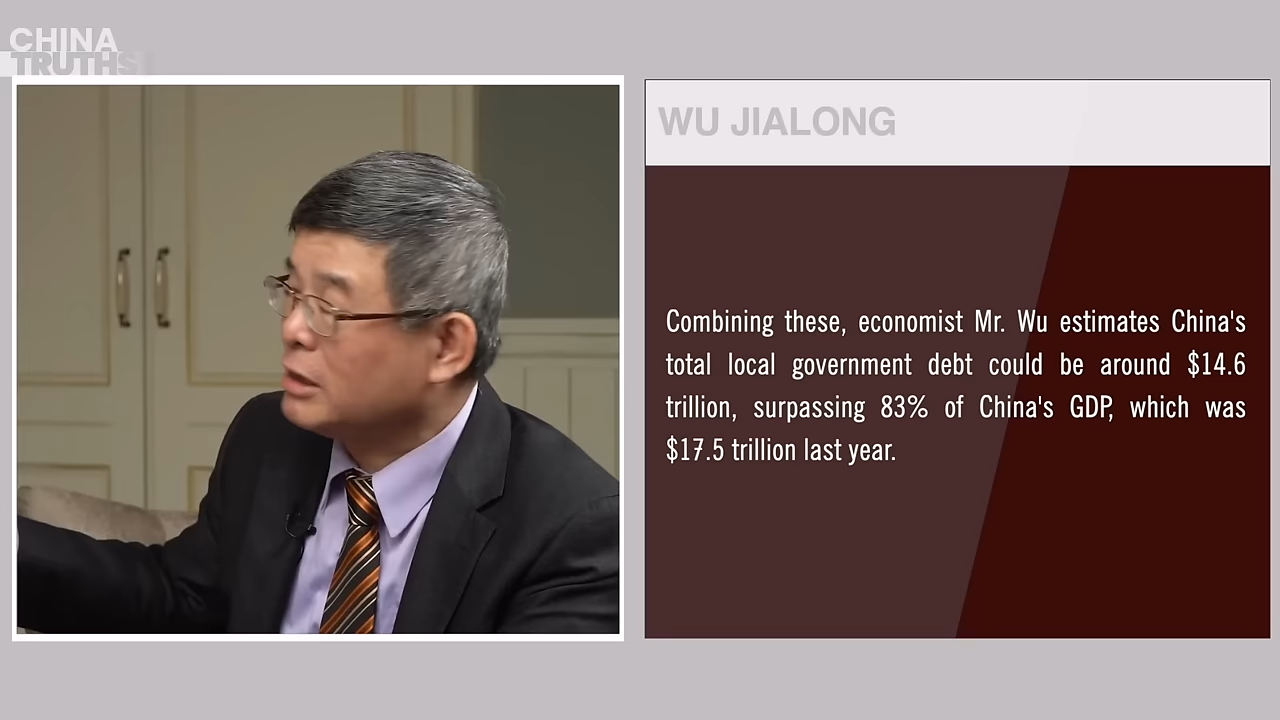 CHINA
TRUTHS
WU JIALONG
Combining these, economist Mr. Wu estimates China's
total local government debt could be around $14.6
trillion, surpassing 83% of China's GDP, which was
$17.5 trillion last year.